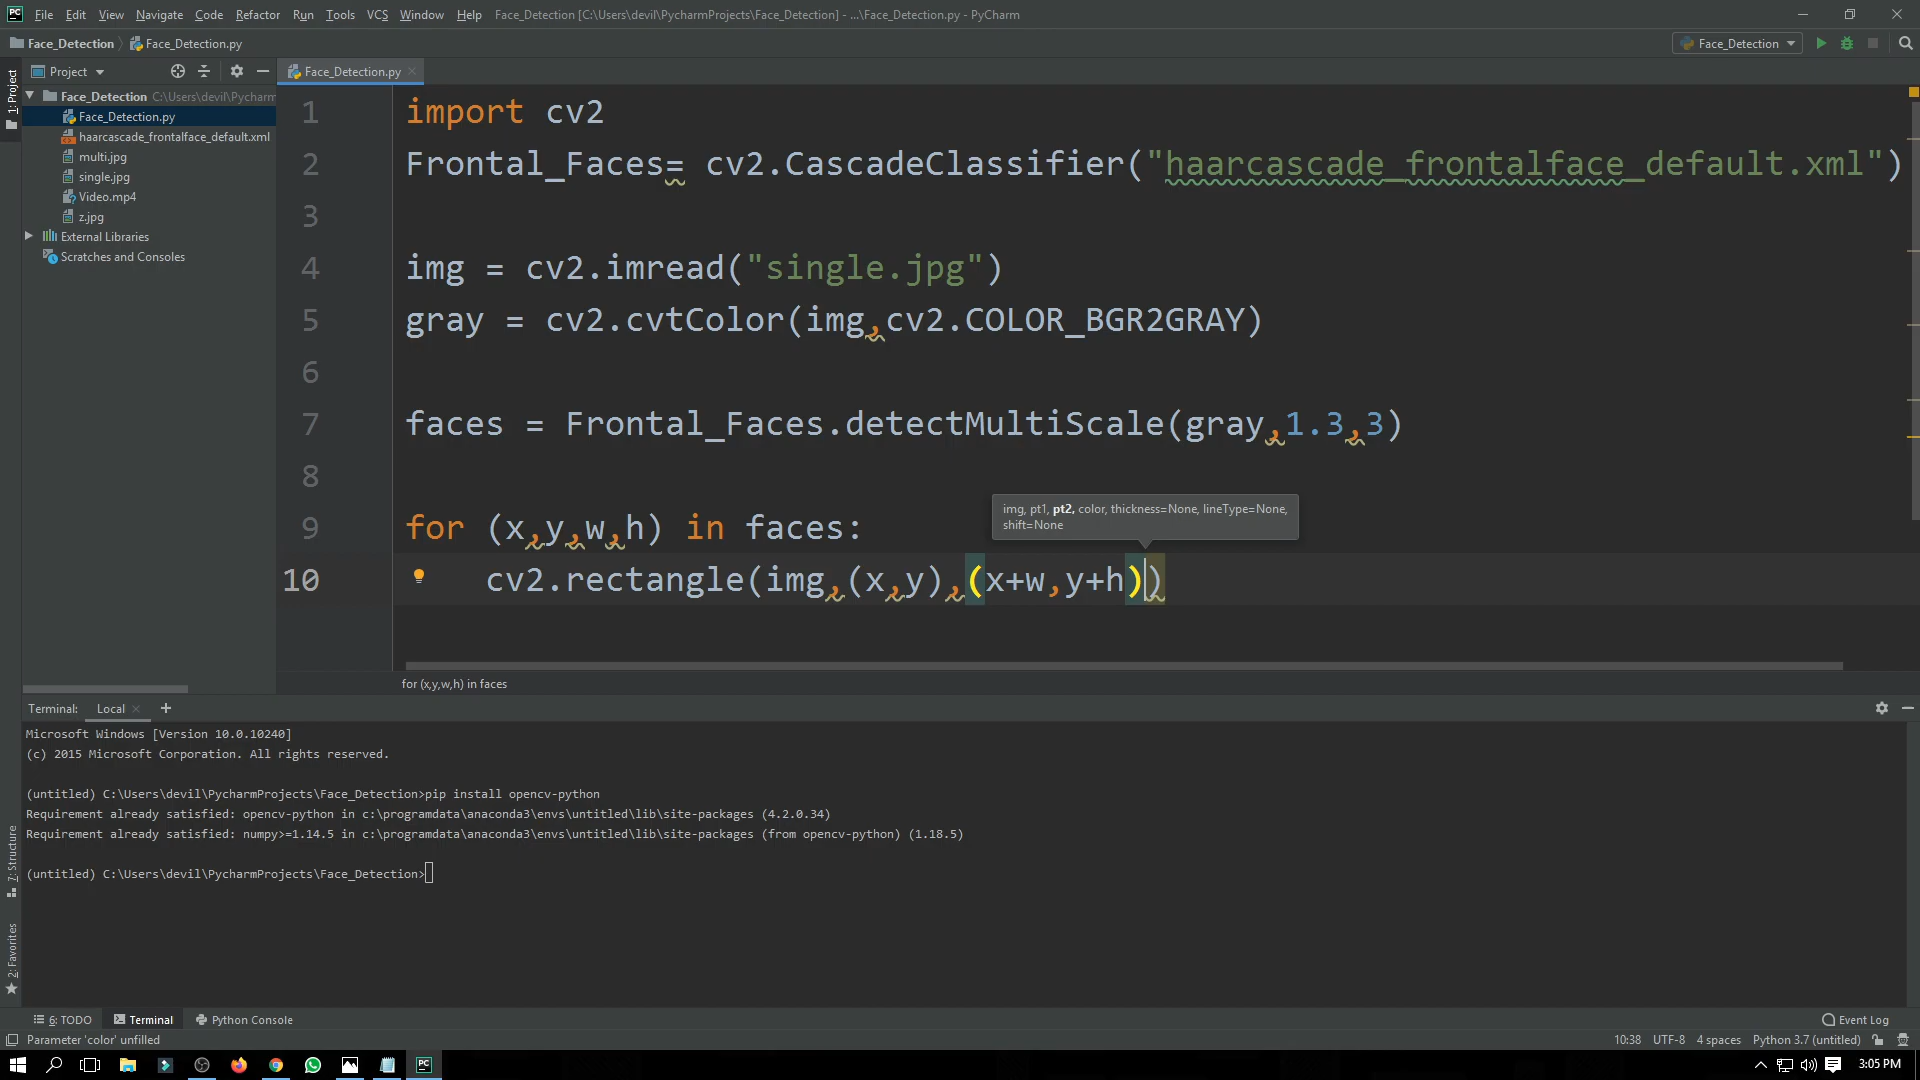 File Edit View Navigate Code Refactor Run Tools VCS Window Help Face_Detection [C:\Users\devil\PycharmProjects\Face_Detection] - ...\Face_Detection.py - PyCharm
Face_Detection Face_Detection.py
Face_Detection
1: Project
Project
Face_Detection.py
Face_Detection C:\Users\devil\Pycharm
Face_Detection.py
haarcascade_frontalface_default.xml
multi.jpg
single.jpg
Video.mp4
z.jpg
External Libraries
Scratches and Consoles
1 import cv2
2 Frontal_Faces= cv2.CascadeClassifier("haarcascade_frontalface_default.xml")
3
4 img = cv2.imread("single.jpg")
5 gray = cv2.cvtColor(img,cv2.COLOR_BGR2GRAY)
6
7 faces = Frontal_Faces.detectMultiScale(gray,1.3,3)
8
img, pt1, pt2, color, thickness=None, lineType=None,
shift=None
9 for (x,y,w,h) in faces:
10 cv2.rectangle(img,(x,y),(x+w,y+h))
for (x,y,w,h) in faces
Terminal: Local +
Microsoft Windows [Version 10.0.10240]
(c) 2015 Microsoft Corporation. All rights reserved.
(untitled) C:\Users\devil\PycharmProjects\Face_Detection>pip install opencv-python
Requirement already satisfied: opencv-python in c:\programdata\anaconda3\envs\untitled\lib\site-packages (4.2.0.34)
Requirement already satisfied: numpy>=1.14.5 in c:\programdata\anaconda3\envs\untitled\lib\site-packages (from opencv-python) (1.18.5)
(untitled) C:\Users\devil\PycharmProjects\Face_Detection>
7: Structure
2: Favorites
6: TODO Terminal Python Console Event Log
Parameter 'color' unfilled 10:38 UTF-8 4 spaces Python 3.7 (untitled)
PC 3:05 PM